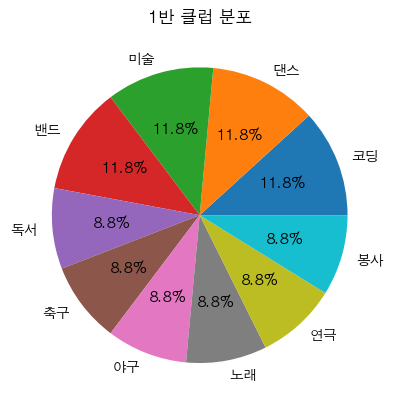 1반 클럽 분포
미술
댄스
밴드
코딩
11.8%
11.8%
11.8%
11.8%
독서
8.8%
8.8%
봉사
8.8%
8.8%
8.8%
8.8%
축구
연극
야구
노래